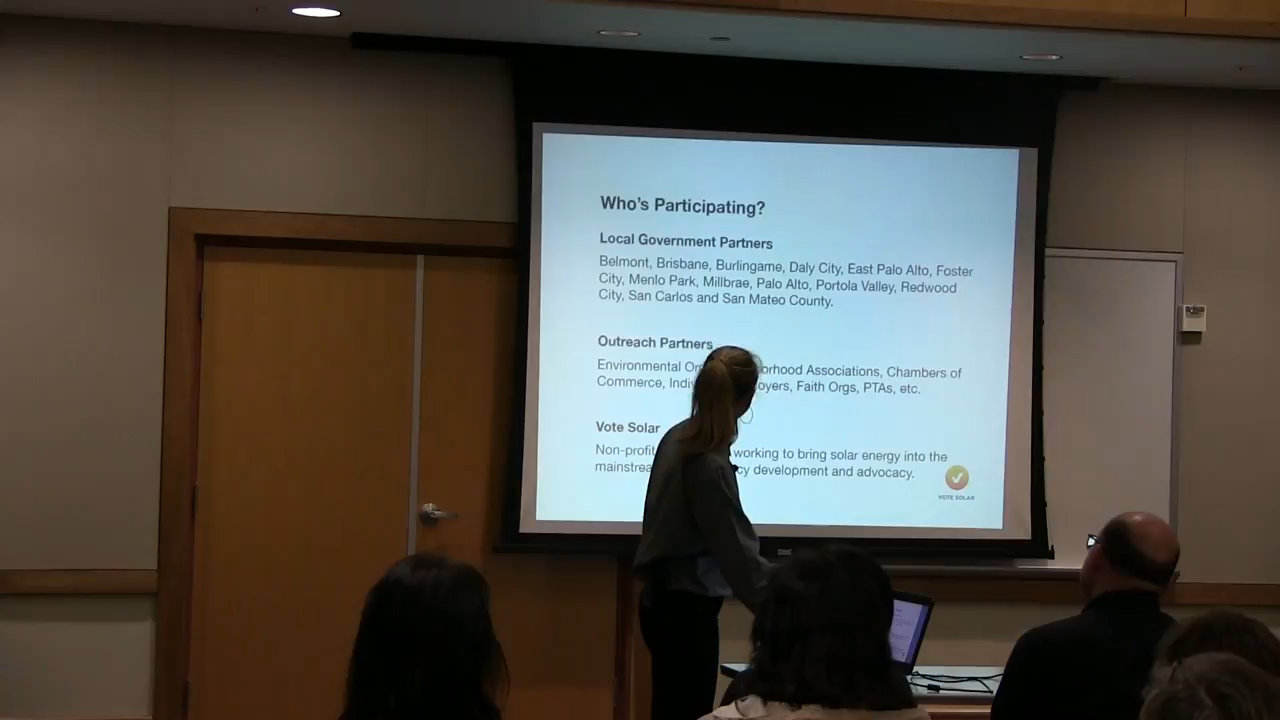 Who's Participating?
Local Government Partners
Belmont, Brisbane, Burlingame, Daly City, East Palo Alto, Foster
City, Menlo Park, Millbrae, Palo Alto, Portola Valley, Redwood
City, San Carlos and San Mateo County.
Outreach Partners
Environmental Associations, Chambers of
Commerce, Faith Orgs, PTAs, etc.
Vote Solar
Non-profit working to bring solar energy into the
development and advocacy.
VOTE SOLAR